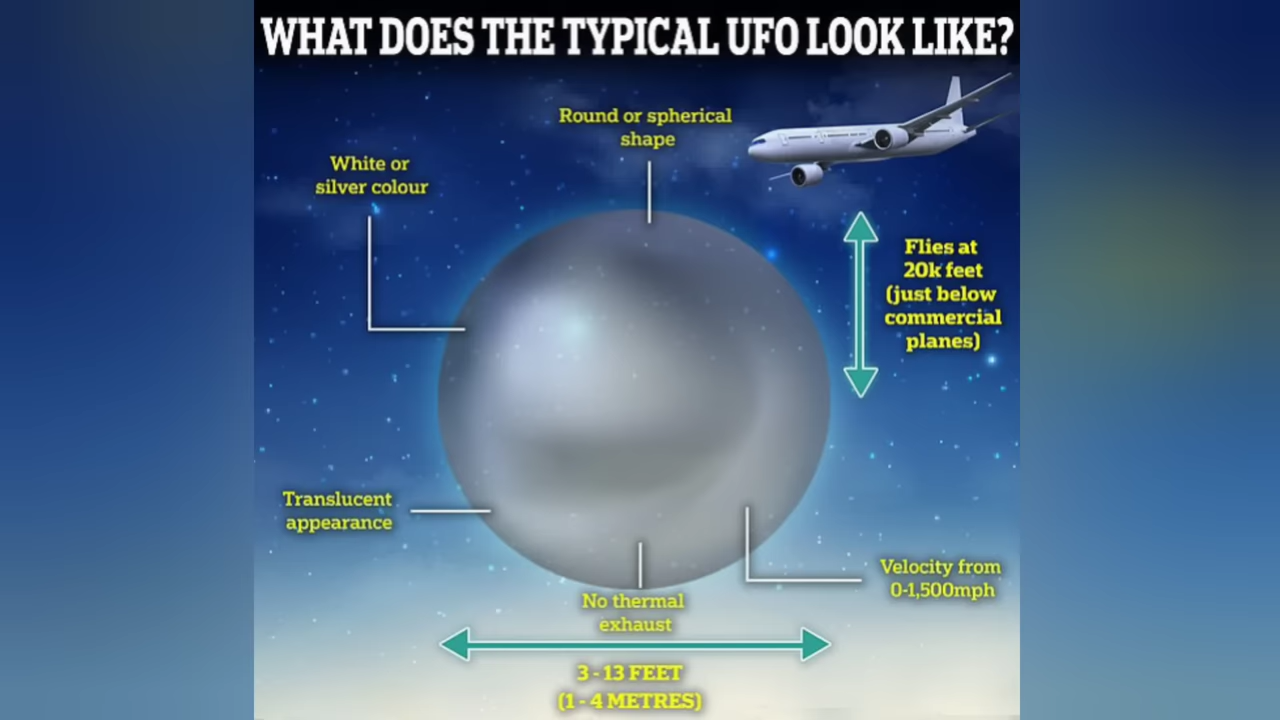 WHAT DOES THE TYPICAL UFO LOOK LIKE?
Round or spherical
shape
White or
silver colour
Flies at
20k feet
(just below
commercial
planes)
Translucent
appearance
Velocity from
0-1,500mph
No thermal
exhaust
3 - 13 FEET
(1 - 4 METRES)